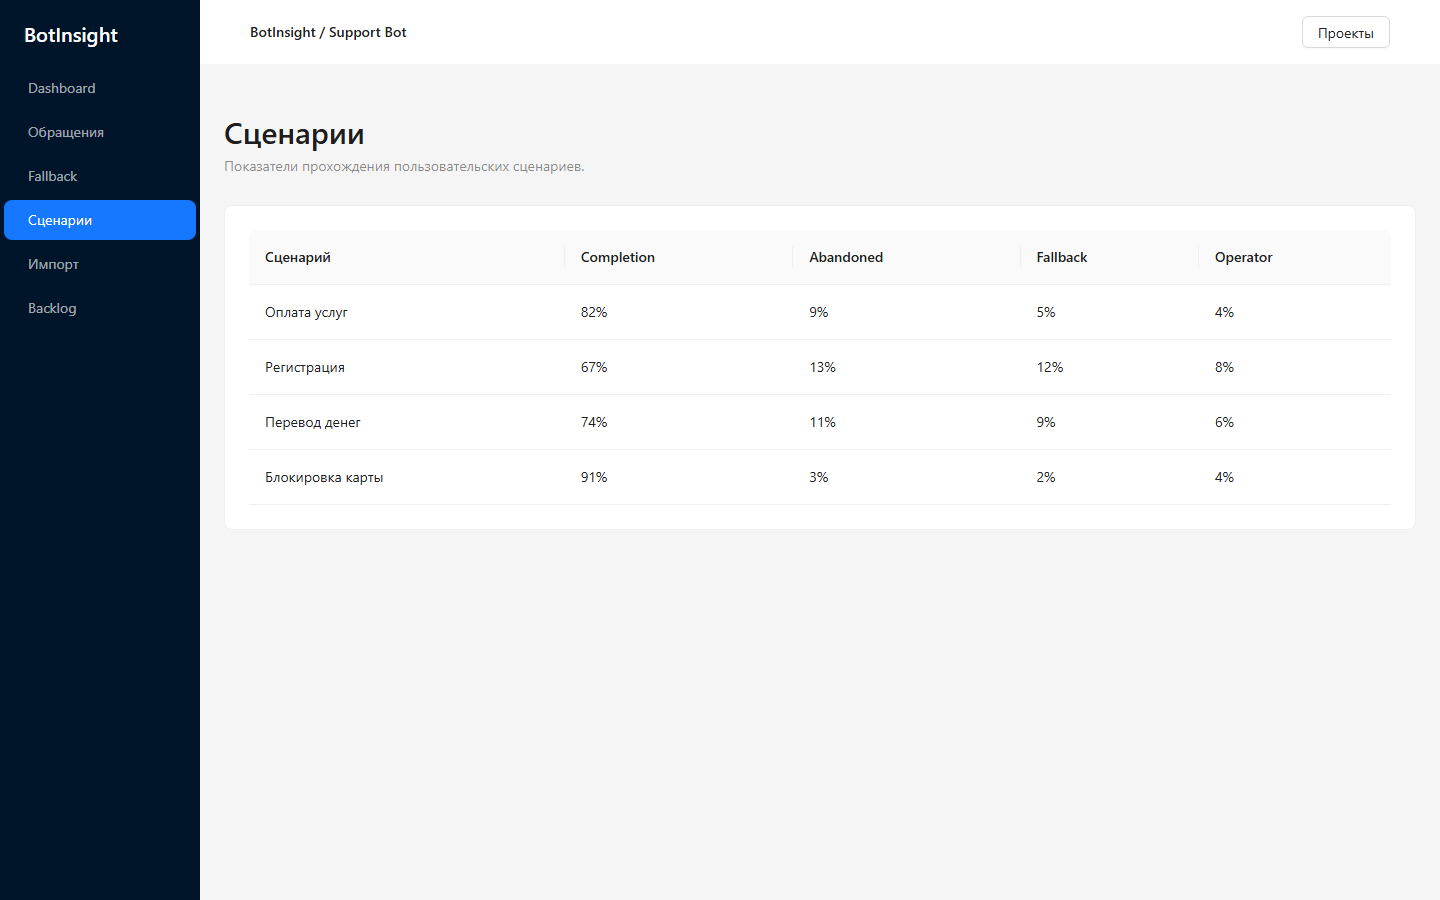 BotInsight
BotInsight / Support Bot
Проекты
Dashboard
Обращения
Fallback
Сценарии
Импорт
Backlog
Сценарии
Показатели прохождения пользовательских сценариев.
Сценарий Completion Abandoned Fallback Operator
Оплата услуг 82% 9% 5% 4%
Регистрация 67% 13% 12% 8%
Перевод денег 74% 11% 9% 6%
Блокировка карты 91% 3% 2% 4%